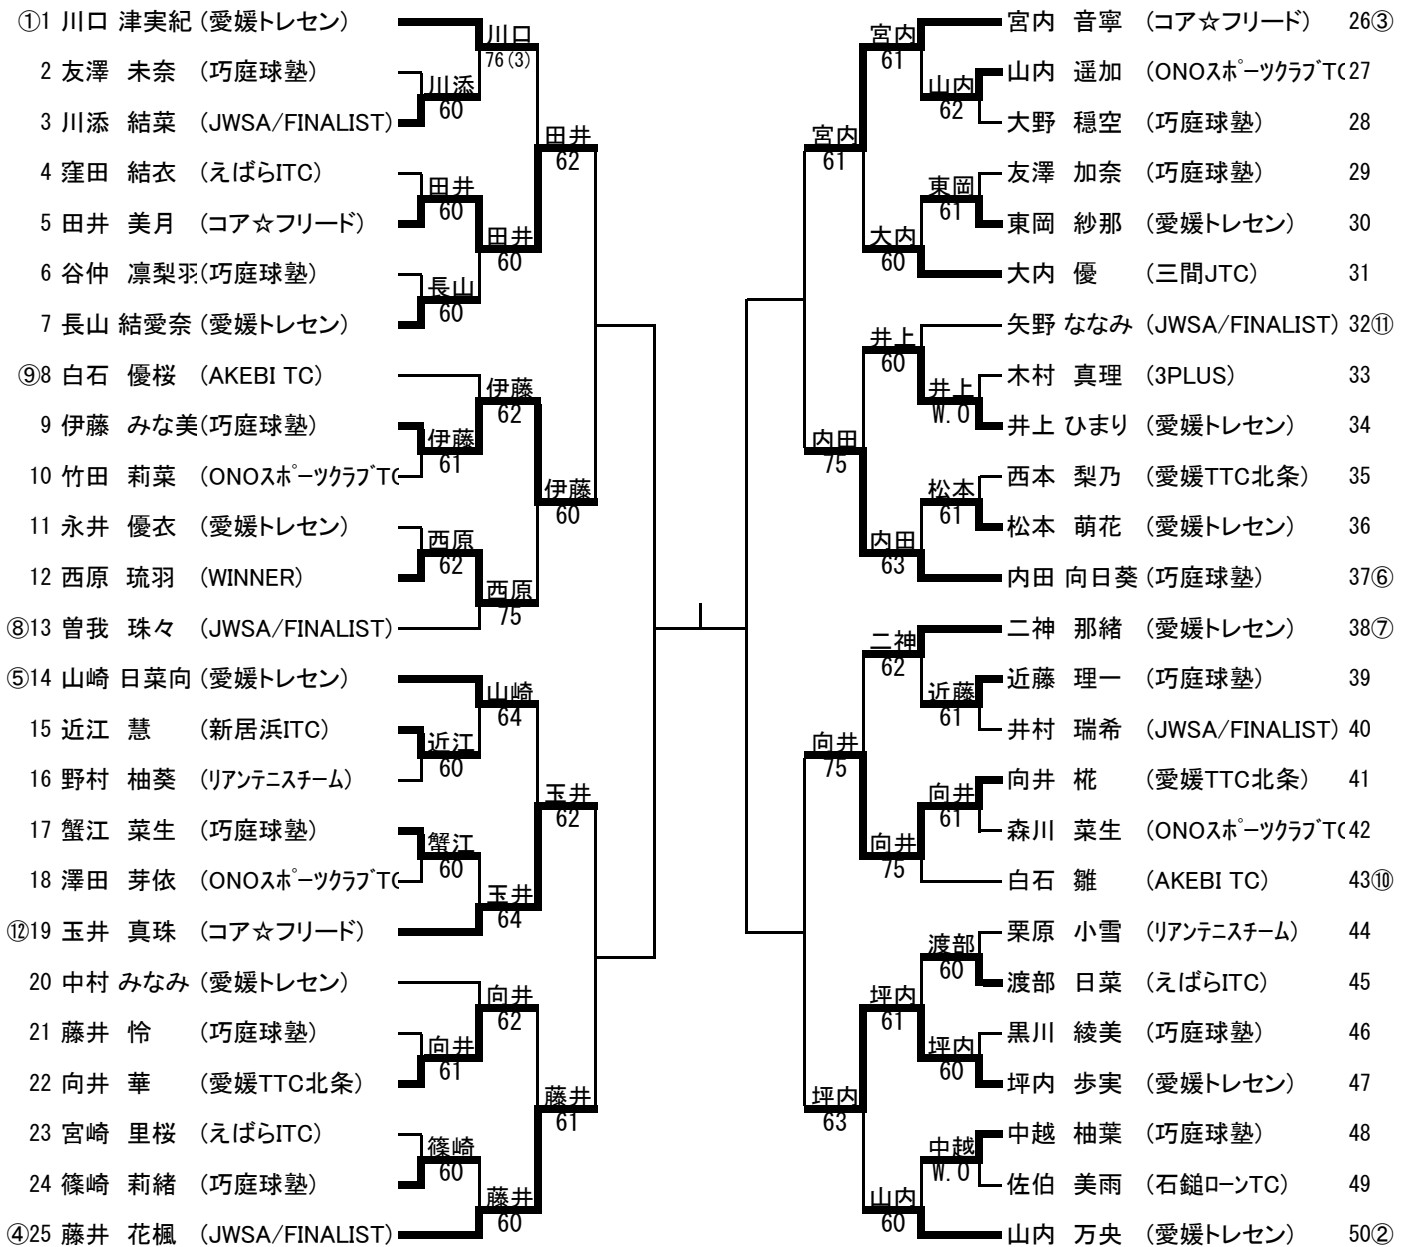 ①1 川口 津実紀 (愛媛トレセン)
2 友澤 未奈 (巧庭球塾)
3 川添 結菜 (JWSA/FINALIST)
4 窪田 結衣 (えばらITC)
5 田井 美月 (コア☆フリード)
6 谷仲 凛梨羽(巧庭球塾)
7 長山 結愛奈 (愛媛トレセン)
⑨8 白石 優桜 (AKEBI TC)
9 伊藤 みな美(巧庭球塾)
10 竹田 莉菜 (ONOスポーツクラブTC
11 永井 優衣 (愛媛トレセン)
12 西原 琉羽 (WINNER)
⑧13 曽我 珠々 (JWSA/FINALIST)
⑤14 山崎 日菜向 (愛媛トレセン)
15 近江 慧 (新居浜ITC)
16 野村 柚葵 (リアンテニスチーム)
17 蟹江 菜生 (巧庭球塾)
18 澤田 芽依 (ONOスポーツクラブTC
⑫19 玉井 真珠 (コア☆フリード)
20 中村 みなみ (愛媛トレセン)
21 藤井 怜 (巧庭球塾)
22 向井 華 (愛媛TTC北条)
23 宮崎 里桜 (えばらITC)
24 篠崎 莉緒 (巧庭球塾)
④25 藤井 花楓 (JWSA/FINALIST)
川添
60
田井
60
長山
60
伊藤
61
西原
62
近江
60
蟹江
60
向井
61
篠崎
60
川口
76(3)
田井
60
伊藤
62
西原
75
山崎
64
玉井
64
向井
62
藤井
60
田井
62
伊藤
60
玉井
62
藤井
61
宮内
61
内田
75
向井
75
坪内
63
宮内
61
大内
60
井上
60
内田
63
二神
62
向井
75
坪内
61
山内
60
山内
62
東岡
61
井上
W.O
松本
61
近藤
61
向井
61
渡部
60
坪内
60
中越
W.O
宮内 音寧 (コア☆フリード) 26③
山内 遥加 (ONOスポーツクラブTC27
大野 穏空 (巧庭球塾) 28
友澤 加奈 (巧庭球塾) 29
東岡 紗那 (愛媛トレセン) 30
大内 優 (三間JTC) 31
矢野 ななみ (JWSA/FINALIST) 32⑪
木村 真理 (3PLUS) 33
井上 ひまり (愛媛トレセン) 34
西本 梨乃 (愛媛TTC北条) 35
松本 萌花 (愛媛トレセン) 36
内田 向日葵 (巧庭球塾) 37⑥
二神 那緒 (愛媛トレセン) 38⑦
近藤 理一 (巧庭球塾) 39
井村 瑞希 (JWSA/FINALIST) 40
向井 椛 (愛媛TTC北条) 41
森川 菜生 (ONOスポーツクラブTC42
白石 雛 (AKEBI TC) 43⑩
栗原 小雪 (リアンテニスチーム) 44
渡部 日菜 (えばらITC) 45
黒川 綾美 (巧庭球塾) 46
坪内 歩実 (愛媛トレセン) 47
中越 柚葉 (巧庭球塾) 48
佐伯 美雨 (石鎚ローンTC) 49
山内 万央 (愛媛トレセン) 50②